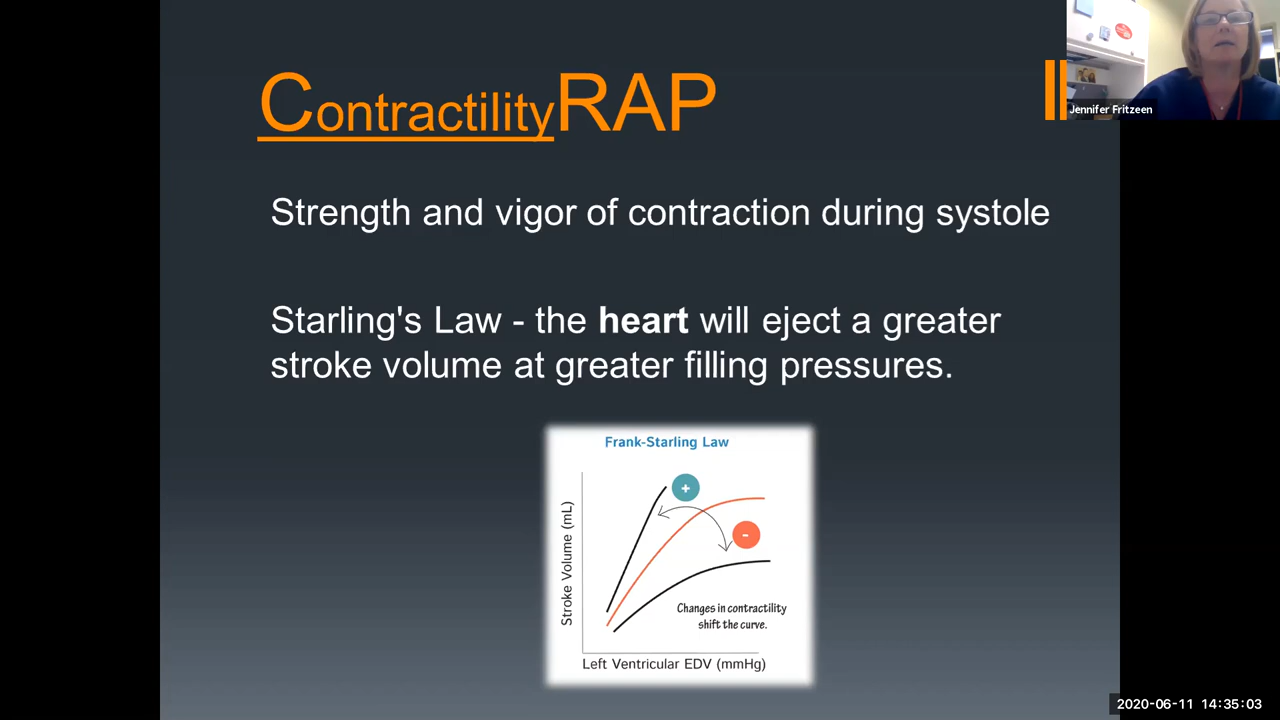 ContractilityRAP
Jennifer Fritzeen
Strength and vigor of contraction during systole
Starling's Law - the heart will eject a greater
stroke volume at greater filling pressures.
Frank-Starling Law
+
-
Stroke Volume (mL)
Changes in contractility
shift the curve.
Left Ventricular EDV (mmHg)
2020-06-11 14:35:03